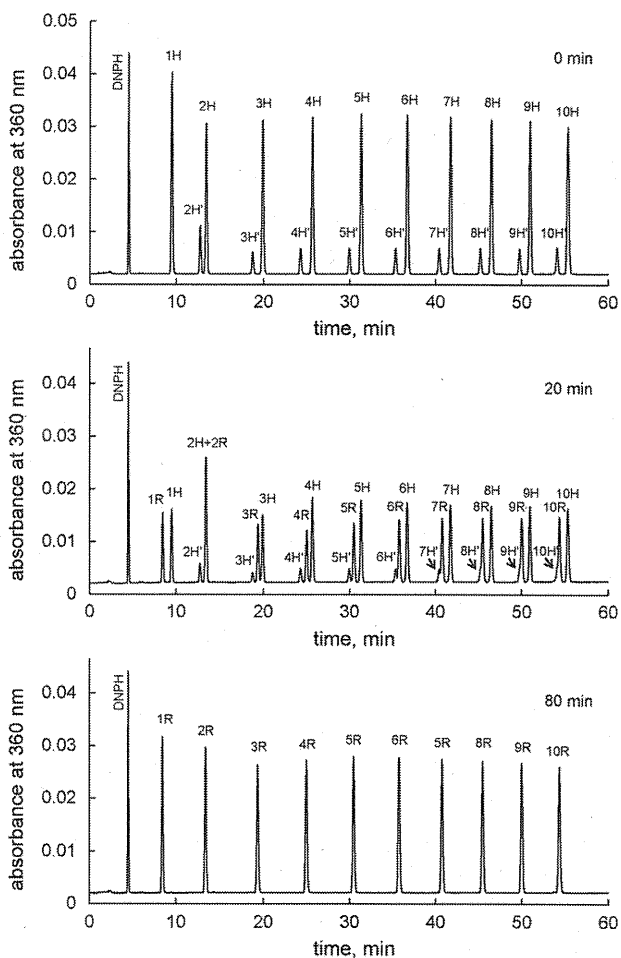 0.05
0 min
DNPH
1H
2H
3H
4H
5H
6H
7H
8H
9H
10H
2H'
3H'
4H'
5H'
6H'
7H'
8H'
9H'
10H'
0.04
0.03
0.02
0.01
0
absorbance at 360 nm
0 10 20 30 40 50 60
time, min
20 min
DNPH
2H+2R
1R
1H
2H'
3R
3H
3H'
4R
4H
4H'
5R
5H
5H'
6R
6H
6H'
7R
7H
7H'
8R
8H
8H'
9R
9H
9H'
10R
10H
10H'
0.04
0.03
0.02
0.01
0
absorbance at 360 nm
0 10 20 30 40 50 60
time, min
80 min
DNPH
1R
2R
3R
4R
5R
6R
5R
8R
9R
10R
0.04
0.03
0.02
0.01
0
absorbance at 360 nm
0 10 20 30 40 50 60
time, min